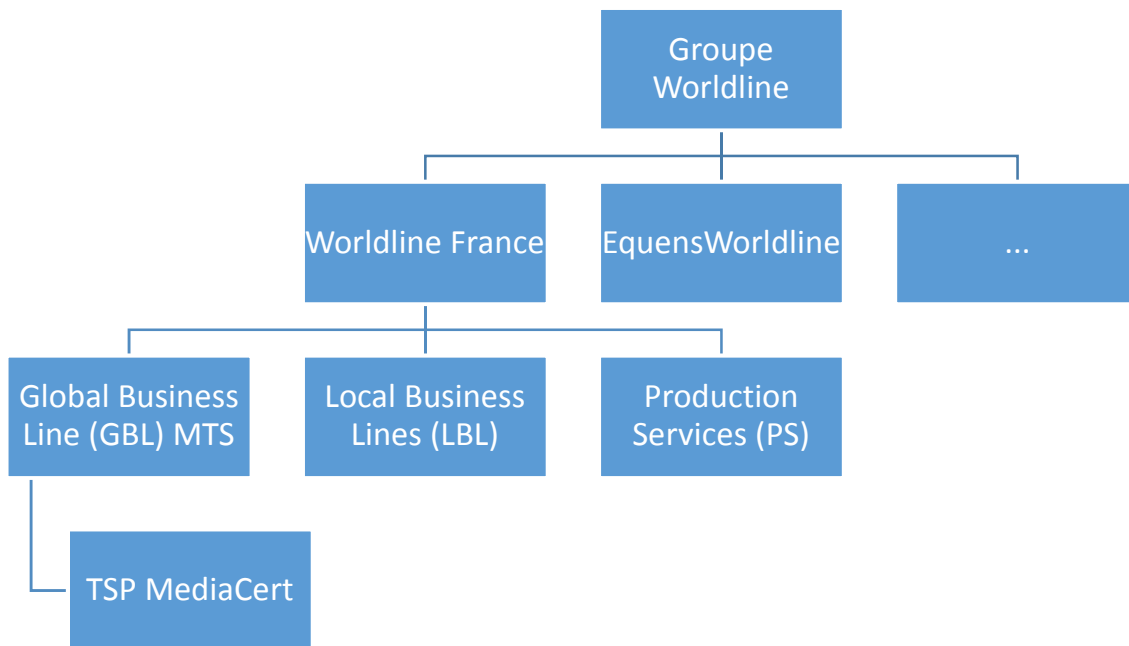 Groupe
Worldline
Worldline France
EquensWorldline
...
Global Business
Line (GBL) MTS
Local Business
Lines (LBL)
Production
Services (PS)
TSP MediaCert